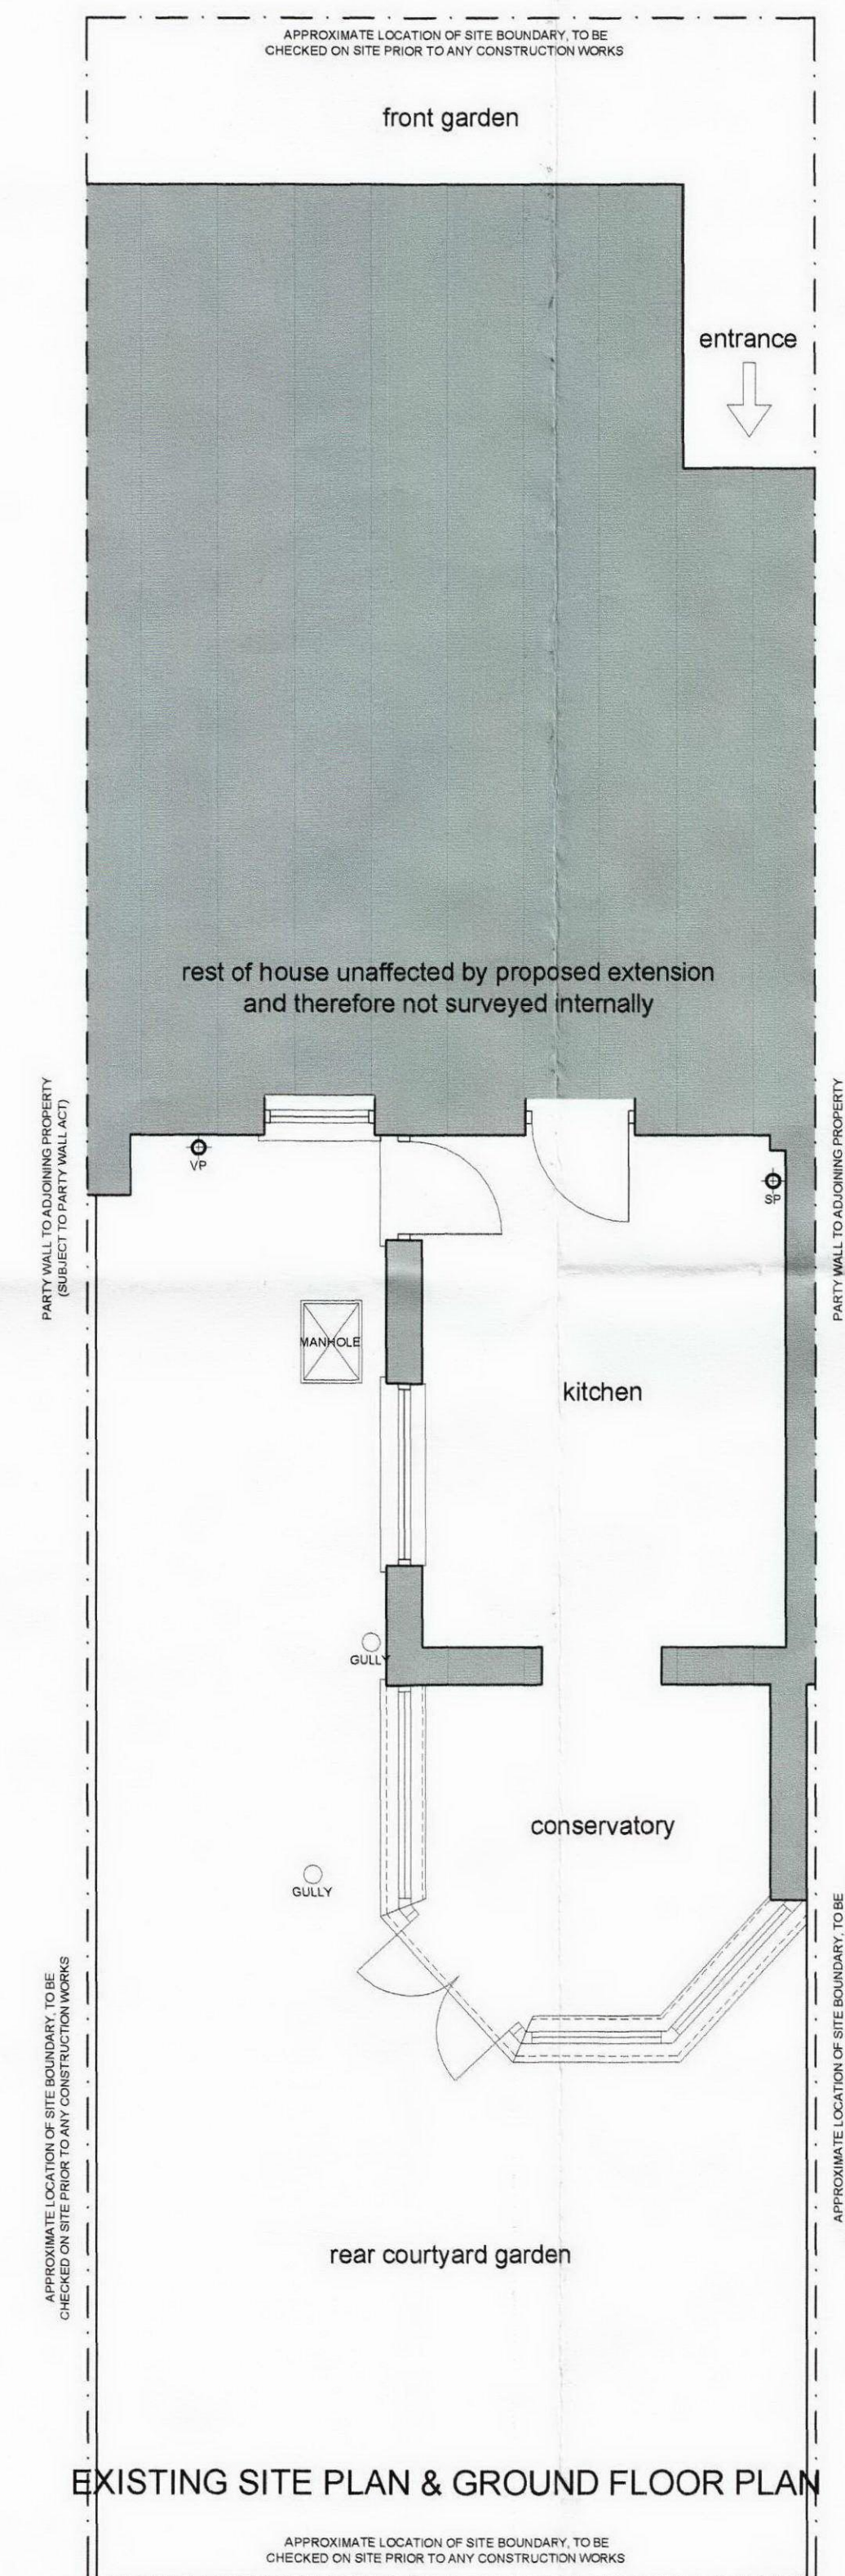 APPROXIMATE LOCATION OF SITE BOUNDARY, TO BE
CHECKED ON SITE PRIOR TO ANY CONSTRUCTION WORKS
front garden
entrance
rest of house unaffected by proposed extension
and therefore not surveyed internally
PARTY WALL TO ADJOINING PROPERTY
(SUBJECT TO PARTY WALL ACT)
PARTY WALL TO ADJOINING PROPERTY
VP
SP
MANHOLE
kitchen
GULLY
conservatory
GULLY
APPROXIMATE LOCATION OF SITE BOUNDARY, TO BE
CHECKED ON SITE PRIOR TO ANY CONSTRUCTION WORKS
APPROXIMATE LOCATION OF SITE BOUNDARY, TO BE
rear courtyard garden
EXISTING SITE PLAN & GROUND FLOOR PLAN
APPROXIMATE LOCATION OF SITE BOUNDARY, TO BE
CHECKED ON SITE PRIOR TO ANY CONSTRUCTION WORKS